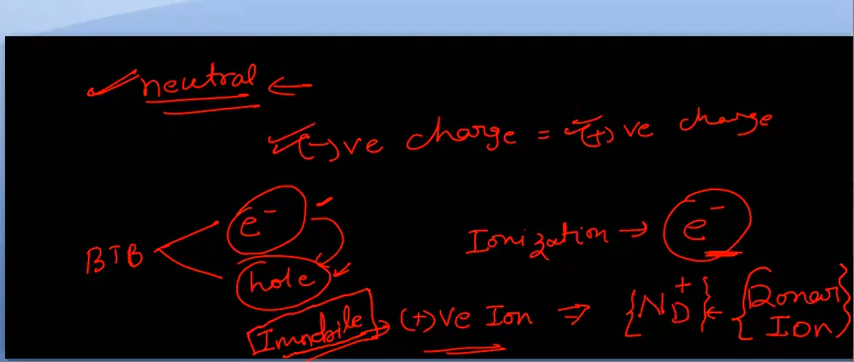 ✓ neutral ←
✓(-)ve charge = ✓(+)ve charge
e⁻
BTB
hole
Ionization → e⁻
Immobile → (+)ve Ion ⇒ {N_D⁺} ← {Donar
Ion}